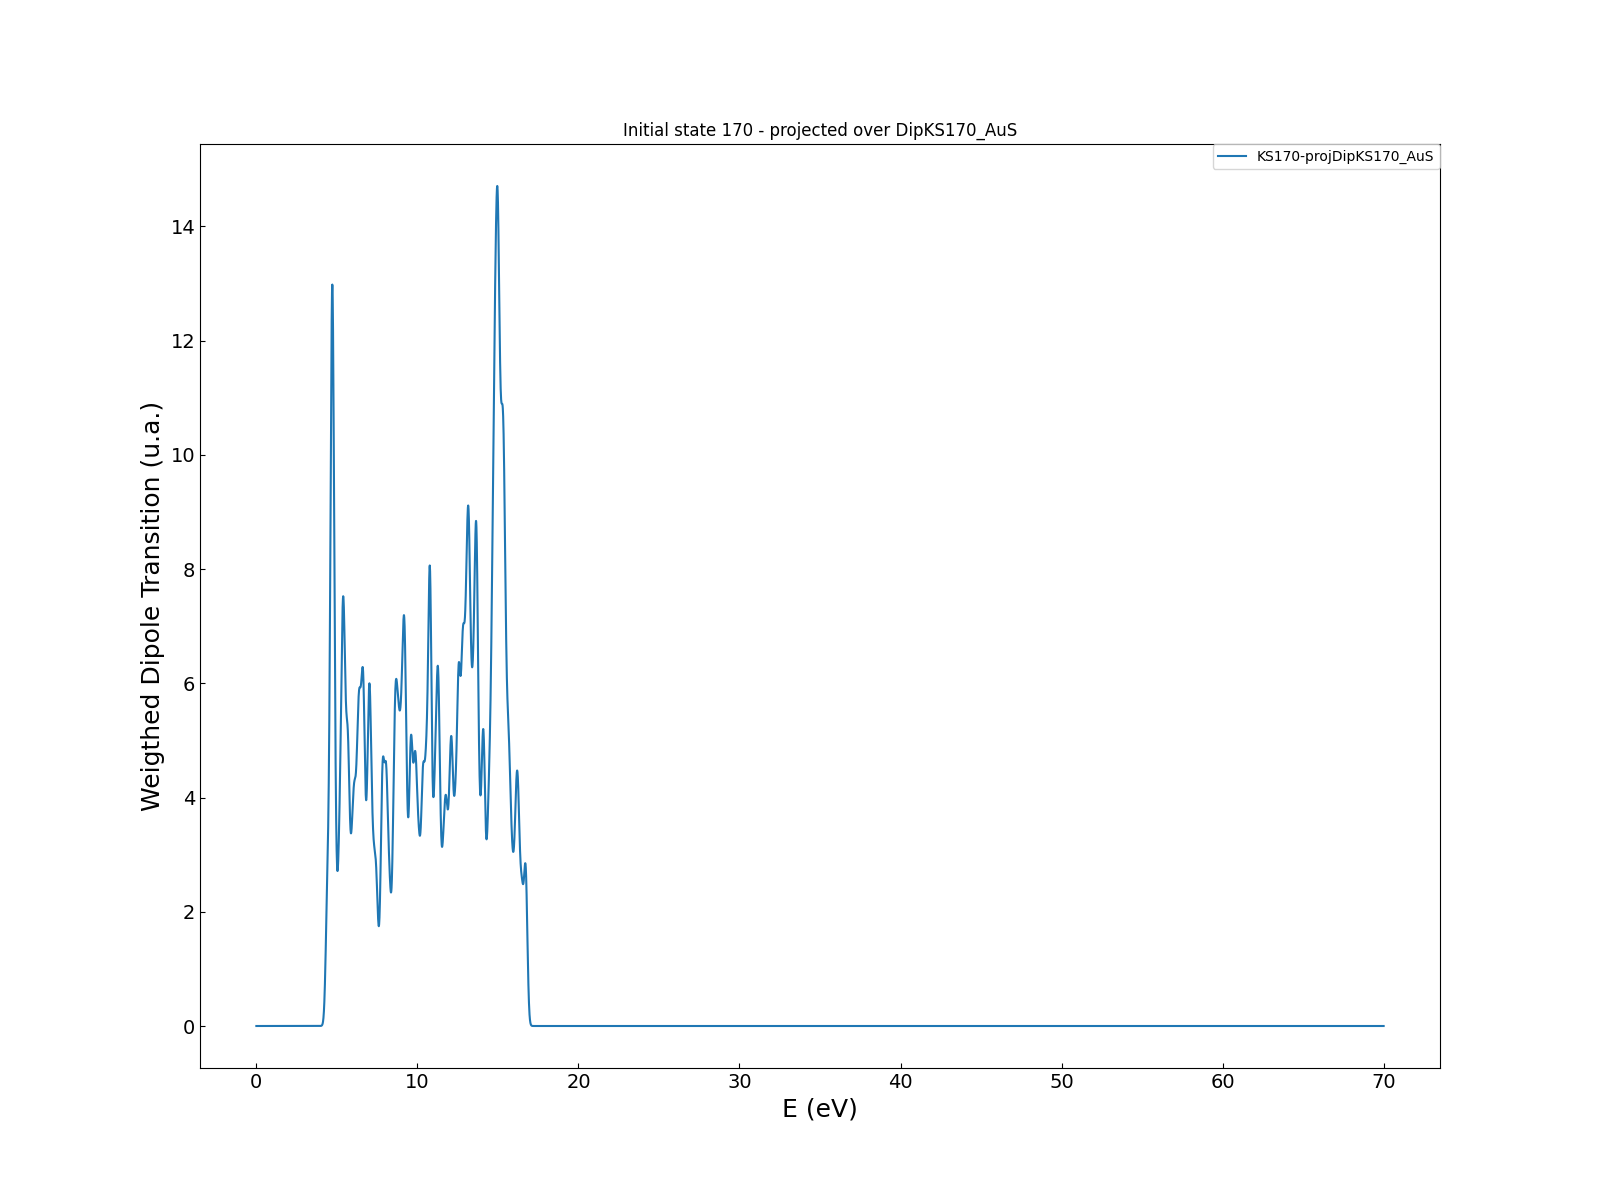 Initial state 170 - projected over DipKS170_AuS
KS170-projDipKS170_AuS
Weigthed Dipole Transition (u.a.)
14
12
10
8
6
4
2
0
0 10 20 30 40 50 60 70
E (eV)